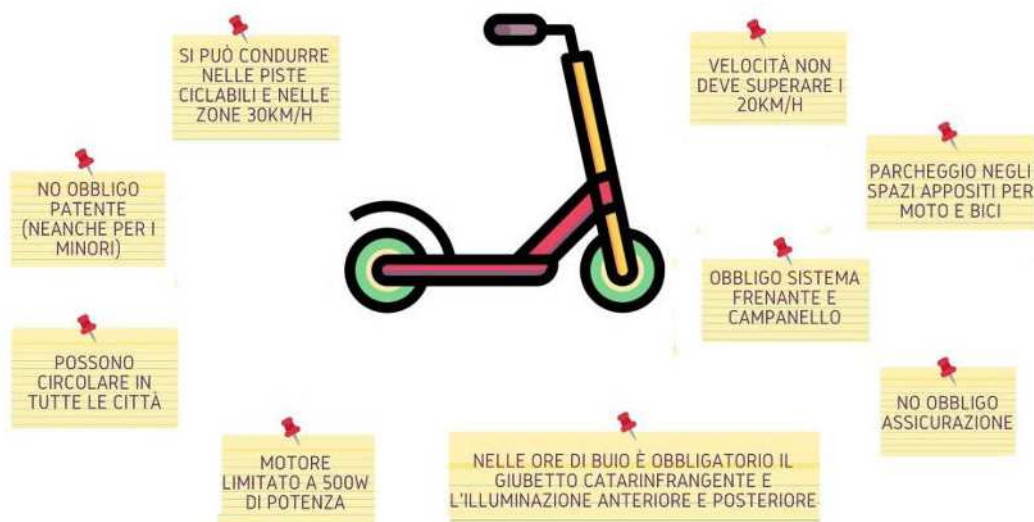 SI PUÒ CONDURRE
NELLE PISTE
CICLABILI E NELLE
ZONE 30KM/H
VELOCITÀ NON
DEVE SUPERARE I
20KM/H
NO OBBLIGO
PATENTE
(NEANCHE PER I
MINORI)
PARCHEGGIO NEGLI
SPAZI APPOSITI PER
MOTO E BICI
OBBLIGO SISTEMA
FRENANTE E
CAMPANELLO
POSSONO
CIRCOLARE IN
TUTTE LE CITTÀ
NO OBBLIGO
ASSICURAZIONE
MOTORE
LIMITATO A 500W
DI POTENZA
NELLE ORE DI BUIO È OBBLIGATORIO IL
GIUBETTO CATARINFRANGENTE E
L'ILLUMINAZIONE ANTERIORE E POSTERIORE